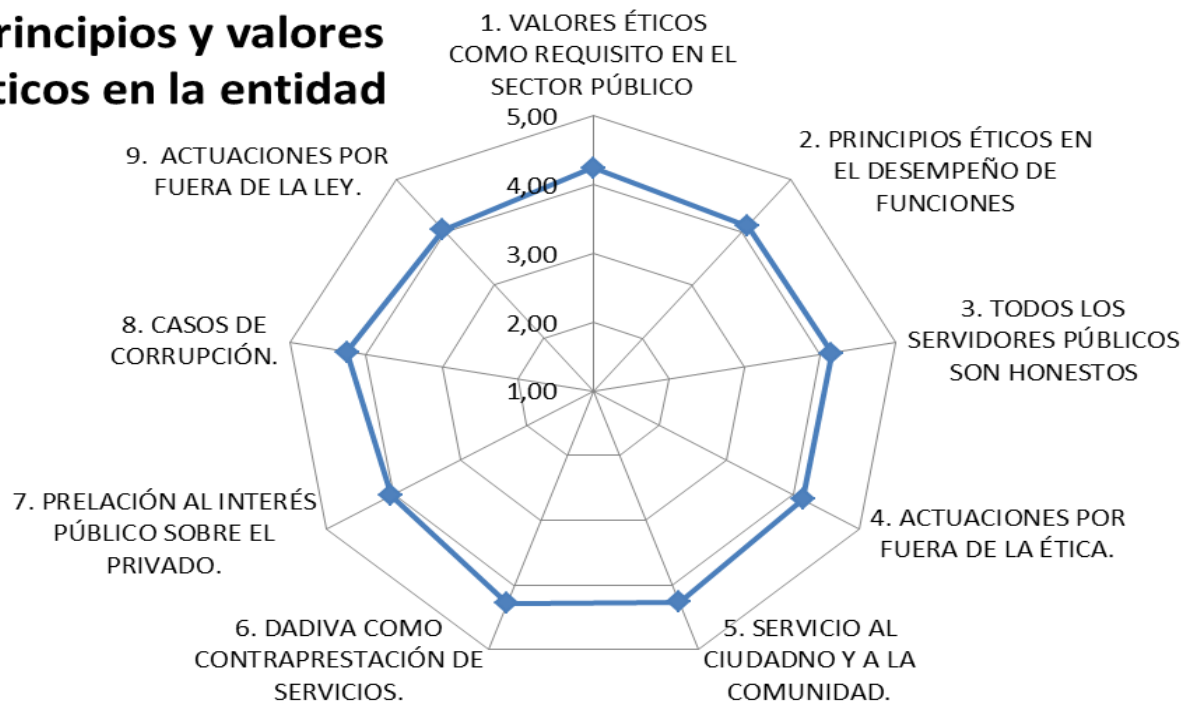 rincipios y valores
ticos en la entidad
1. VALORES ÉTICOS
COMO REQUISITO EN EL
SECTOR PÚBLICO
2. PRINCIPIOS ÉTICOS EN
EL DESEMPEÑO DE
FUNCIONES
3. TODOS LOS
SERVIDORES PÚBLICOS
SON HONESTOS
4. ACTUACIONES POR
FUERA DE LA ÉTICA.
5. SERVICIO AL
CIUDADNO Y A LA
COMUNIDAD.
6. DADIVA COMO
CONTRAPRESTACIÓN DE
SERVICIOS.
7. PRELACIÓN AL INTERÉS
PÚBLICO SOBRE EL
PRIVADO.
8. CASOS DE
CORRUPCIÓN.
9. ACTUACIONES POR
FUERA DE LA LEY.
5,00
4,00
3,00
2,00
1,00